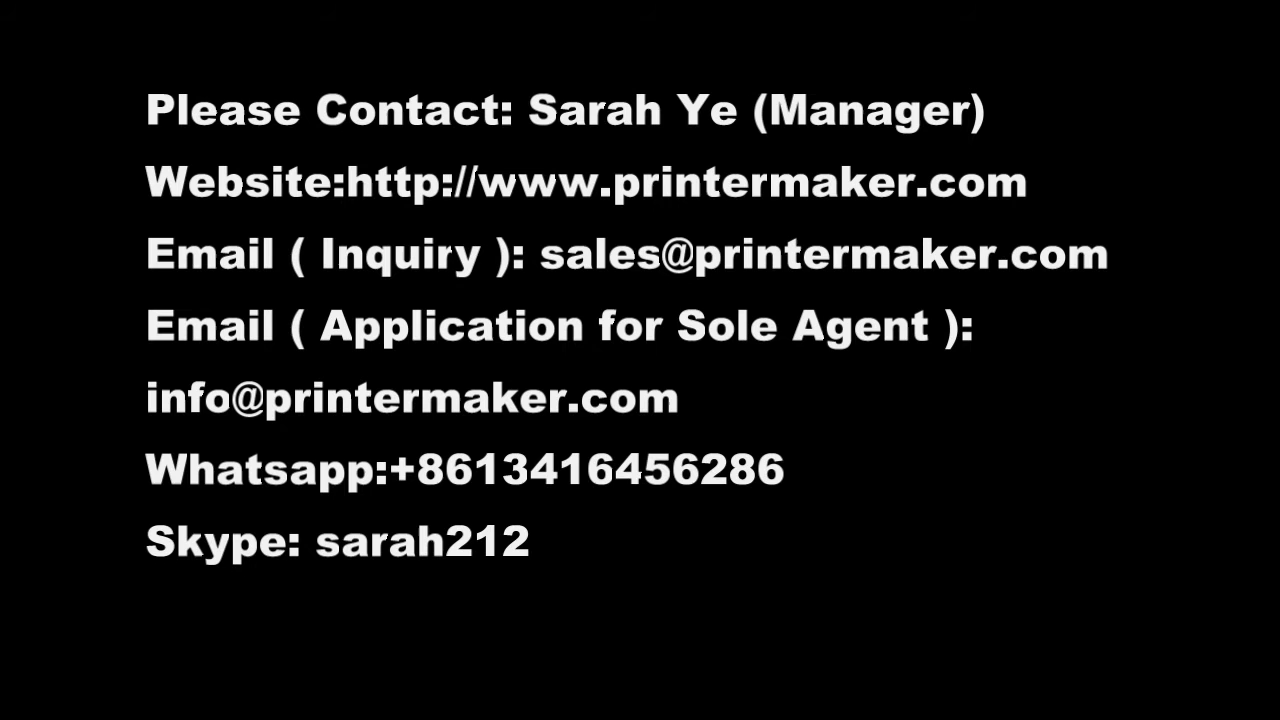 Please Contact: Sarah Ye (Manager)
Website:http://www.printermaker.com
Email ( Inquiry ): sales@printermaker.com
Email ( Application for Sole Agent ):
info@printermaker.com
Whatsapp:+8613416456286
Skype: sarah212